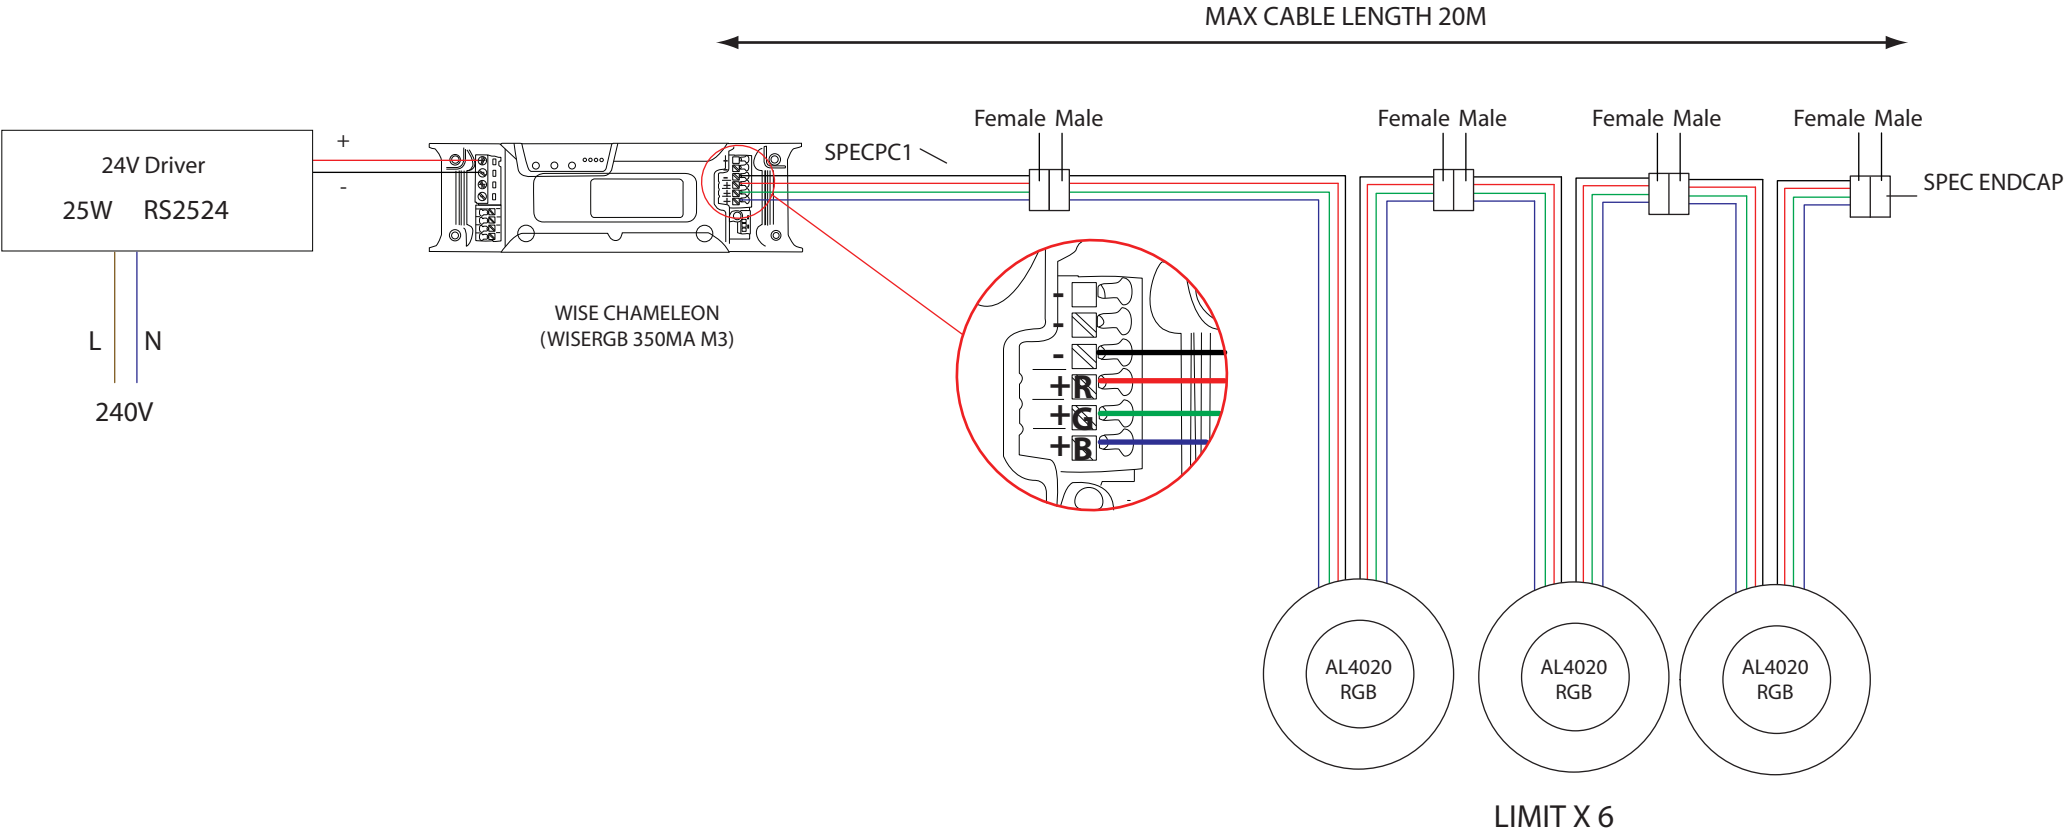 MAX CABLE LENGTH 20M
Female Male
Female Male
Female Male
Female Male
24V Driver
25W RS2524
+
-
SPECPC1
SPEC ENDCAP
WISE CHAMELEON
(WISERGB 350MA M3)
L N
240V
-
-
-
+R
+G
+B
AL4020
RGB
AL4020
RGB
AL4020
RGB
LIMIT X 6